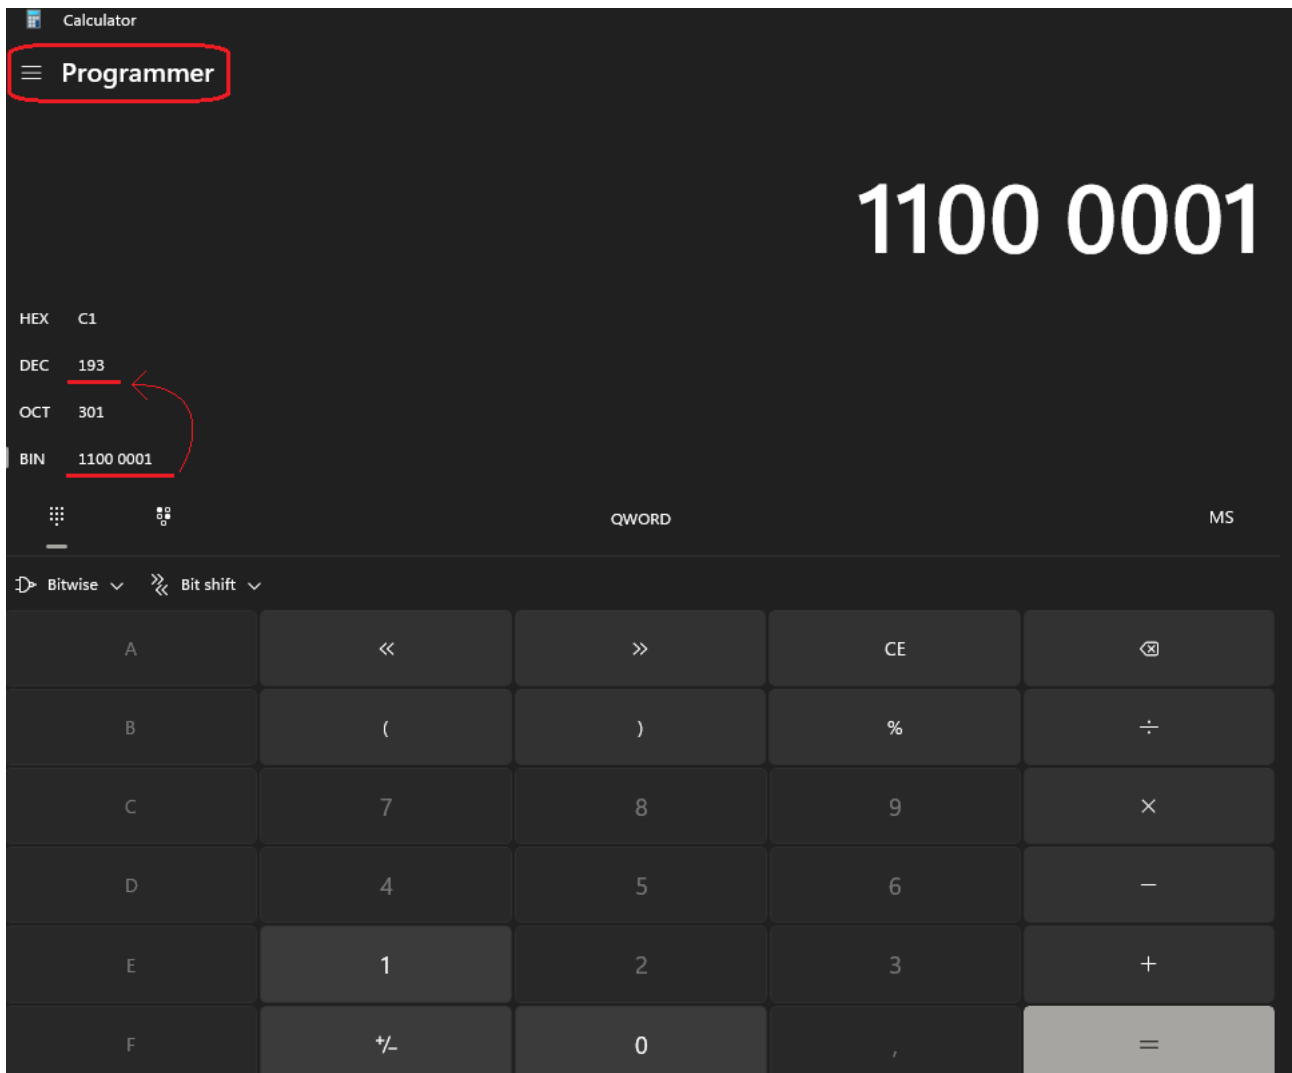 Calculator
Programmer
1100 0001
HEX C1
DEC 193
OCT 301
BIN 1100 0001
QWORD MS
Bitwise Bit shift
A « » CE
B ( ) % ÷
C 7 8 9 ×
D 4 5 6 −
E 1 2 3 +
F +/− 0 , =